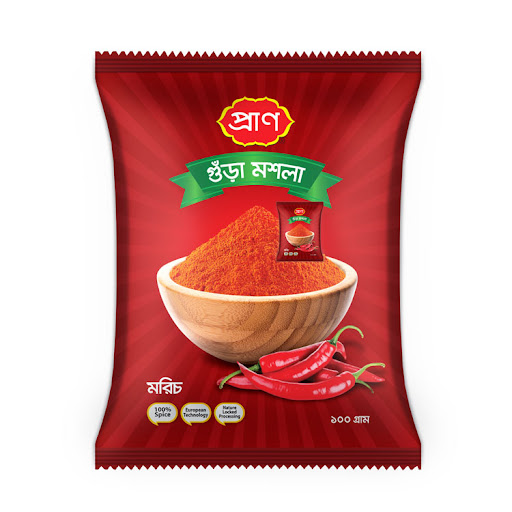 প্রাণ
গুঁড়া মশলা
মরিচ
100%
Spice
European
Technology
Nature
Locked
Processing
১০০ গ্রাম